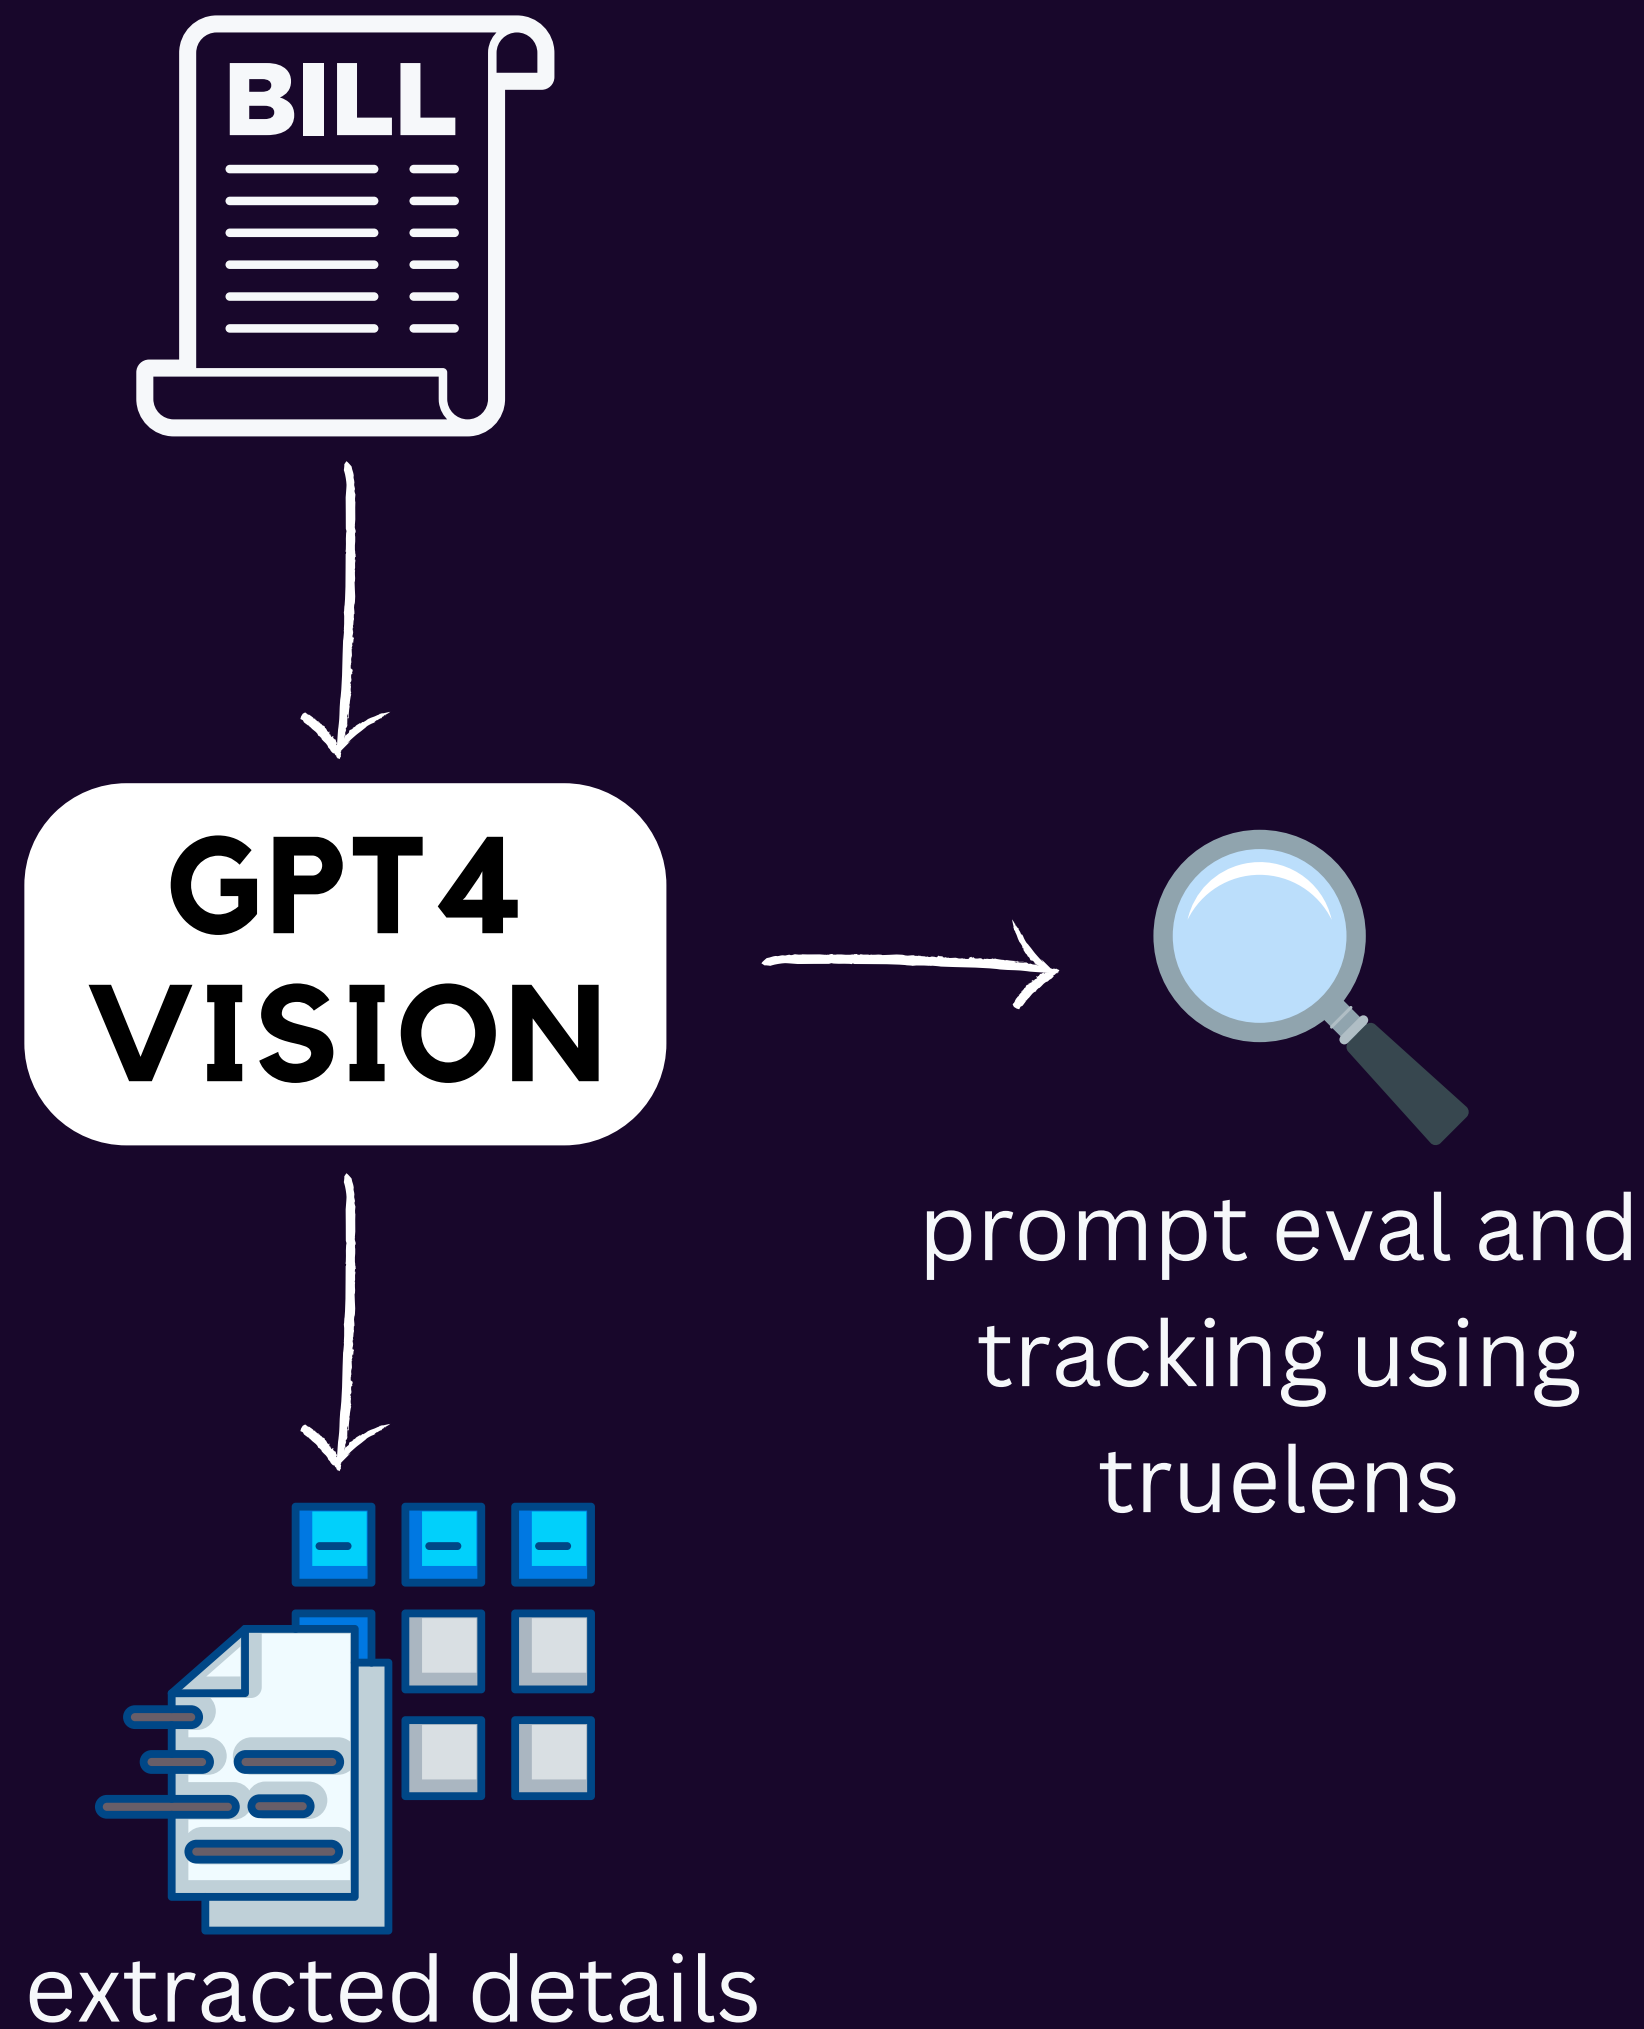 BILL
GPT4
VISION
prompt eval and
tracking using
truelens
extracted details